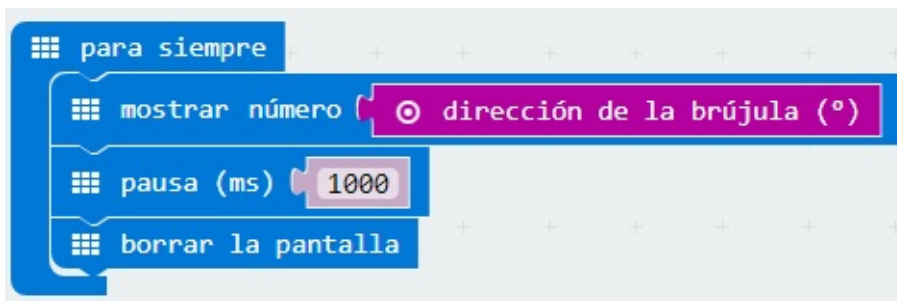 para siempre
mostrar número dirección de la brújula (º)
pausa (ms) 1000
borrar la pantalla